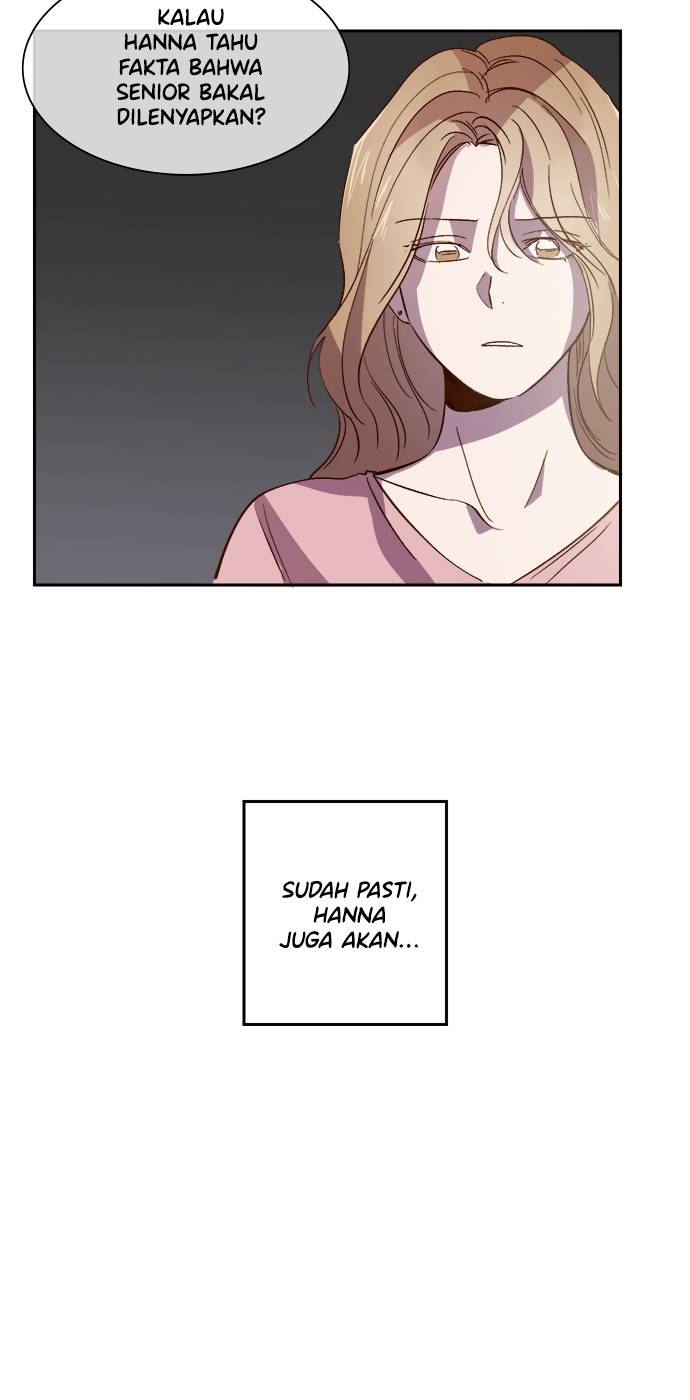 KALAU
HANNA TAHU
FAKTA BAHWA
SENIOR BAKAL
DILENYAPKAN?
SUDAH PASTI,
HANNA
JUGA AKAN...